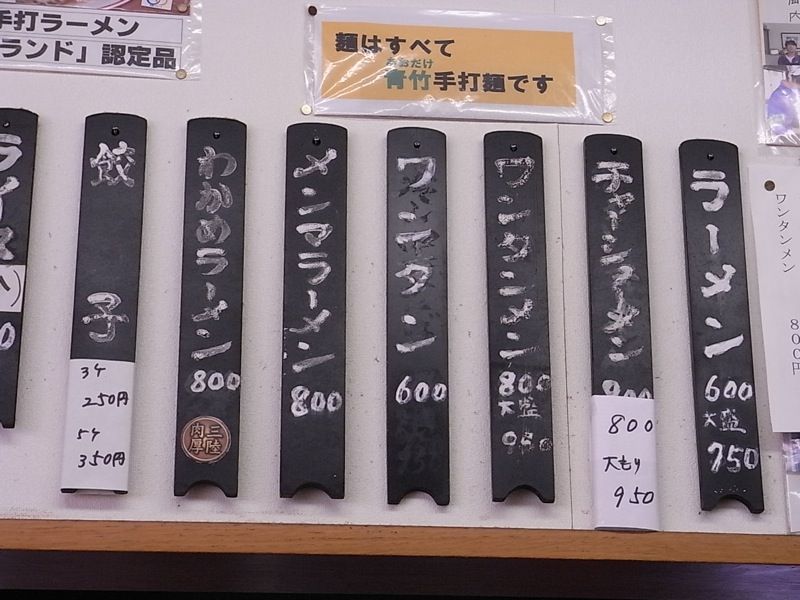 手打ラーメン
ランド」認定品
麺はすべて
あおだけ
青竹手打麺です
ラーメン
600
大盛
750
チャーシューメン
800
大もり
950
ワンタンメン
800
大盛
950
ワンタン
600
メンマラーメン
800
わかめラーメン
800
三陸
肉厚
餃子
3ケ
250円
5ケ
350円
ライス
ワンタンメン
800円